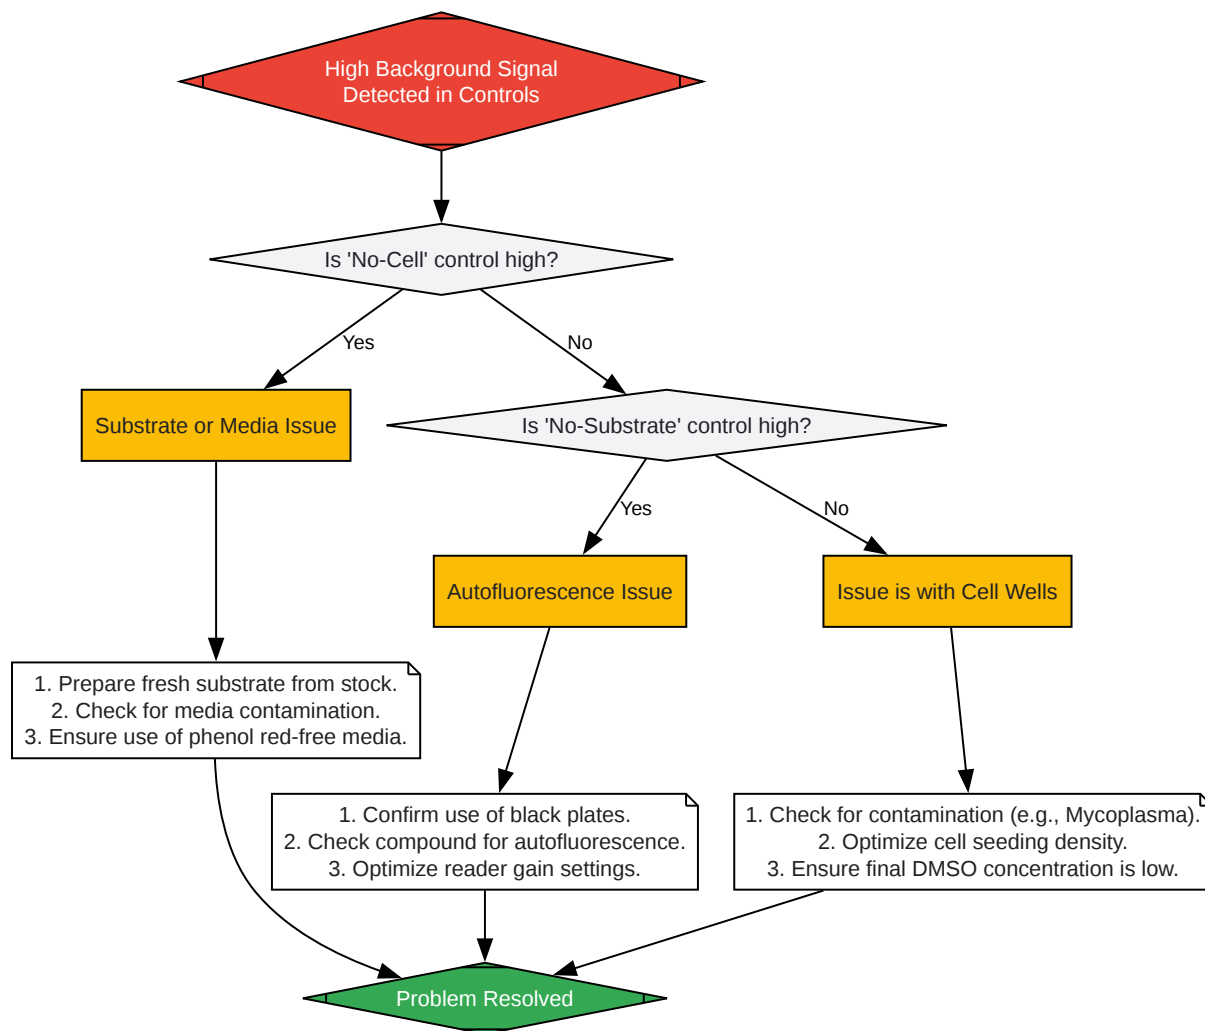 High Background Signal
Detected in Controls
Is 'No-Cell' control high?
Yes
No
Substrate or Media Issue
Is 'No-Substrate' control high?
Yes
No
Autofluorescence Issue
Issue is with Cell Wells
1. Prepare fresh substrate from stock.
2. Check for media contamination.
3. Ensure use of phenol red-free media.
1. Confirm use of black plates.
2. Check compound for autofluorescence.
3. Optimize reader gain settings.
1. Check for contamination (e.g., Mycoplasma).
2. Optimize cell seeding density.
3. Ensure final DMSO concentration is low.
Problem Resolved